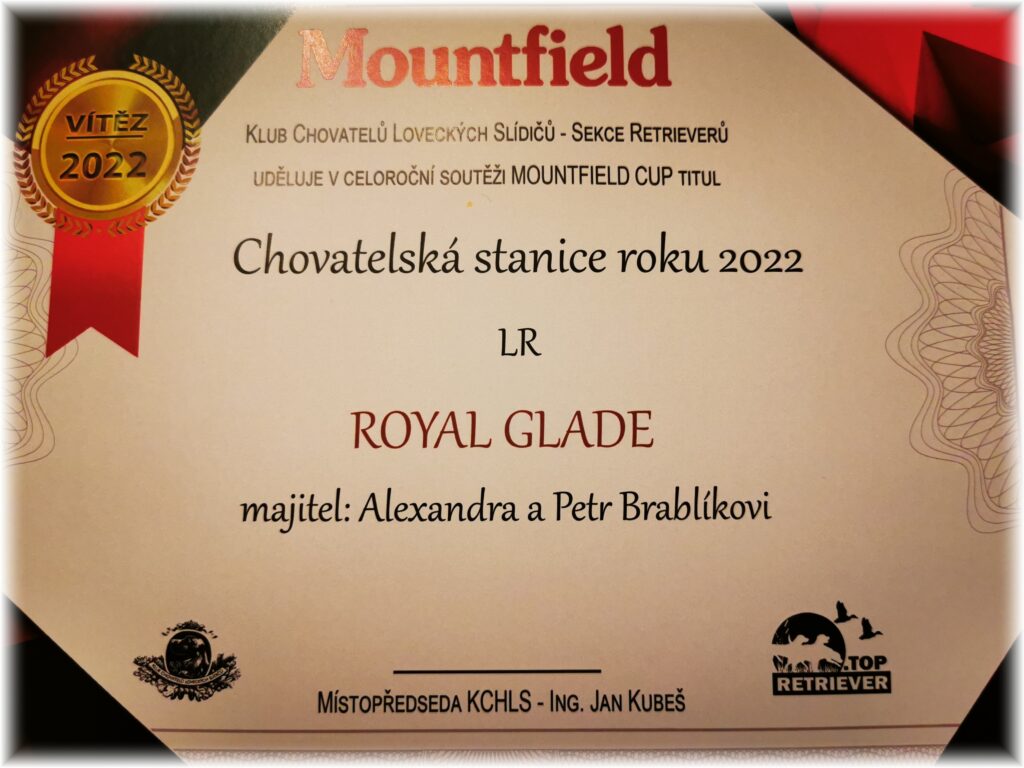 Mountfield
VÍTĚZ
2022
KLUB CHOVATELŮ LOVECKÝCH SLÍDIČŮ - SEKCE RETRIEVERŮ
UDĚLUJE V CELOROČNÍ SOUTĚŽI MOUNTFIELD CUP TITUL
Chovatelská stanice roku 2022
LR
ROYAL GLADE
majitel: Alexandra a Petr Brablíkovi
.TOP
RETRIEVER
MÍSTOPŘEDSEDA KCHLS - ING. JAN KUBEŠ